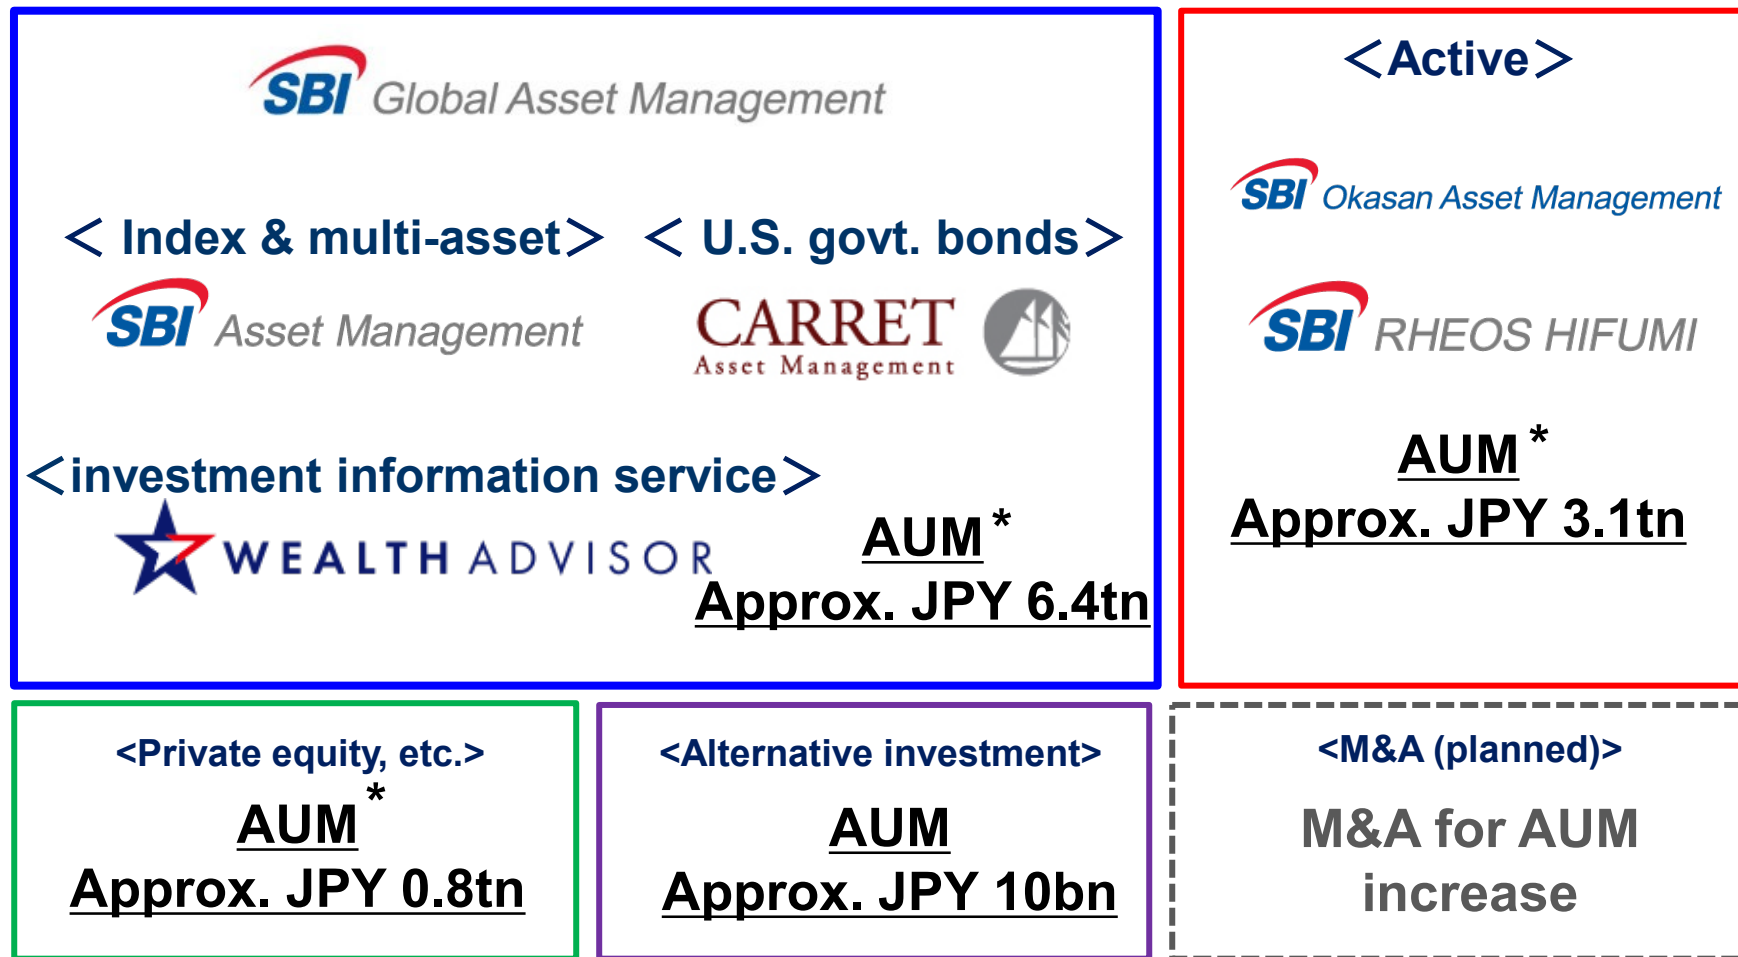 SBI Global Asset Management
＜ Index & multi-asset＞
SBI Asset Management
＜ U.S. govt. bonds＞
CARRET
Asset Management
＜investment information service＞
WEALTH ADVISOR
AUM*
Approx. JPY 6.4tn
＜Active＞
SBI Okasan Asset Management
SBI RHEOS HIFUMI
AUM*
Approx. JPY 3.1tn
<Private equity, etc.>
AUM*
Approx. JPY 0.8tn
<Alternative investment>
AUM
Approx. JPY 10bn
<M&A (planned)>
M&A for AUM
increase